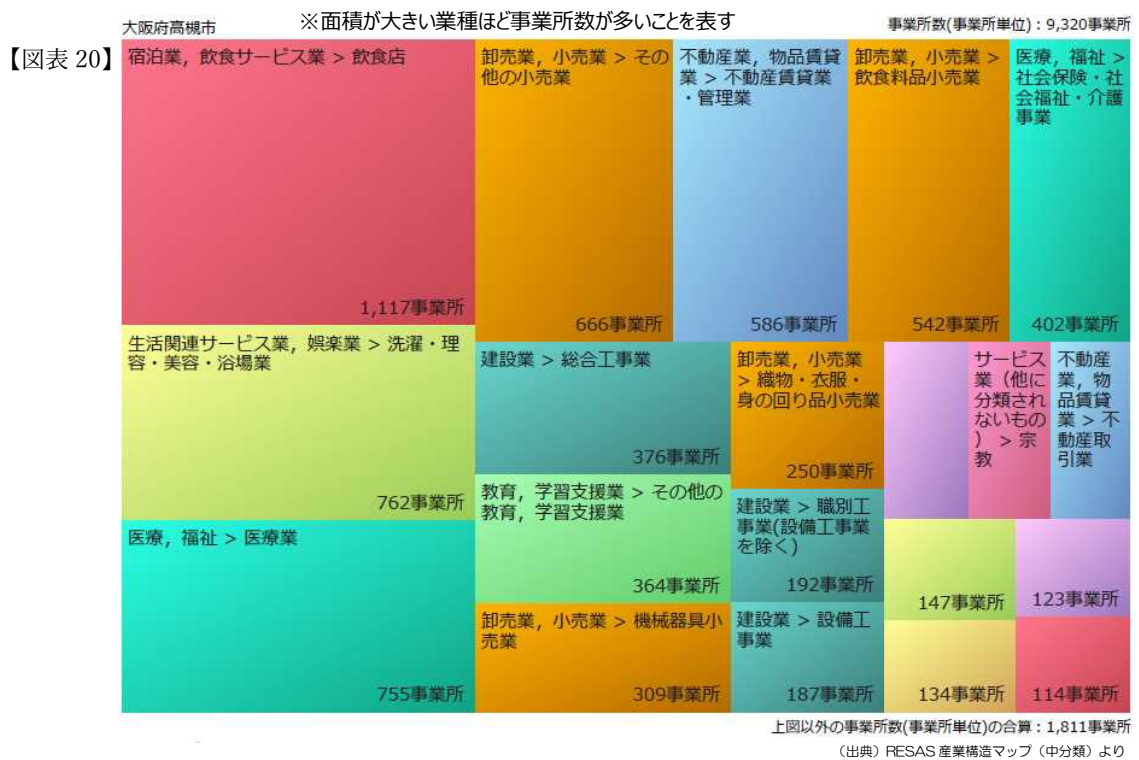 ※面積が大きい業種ほど事業所数が多いことを表す
大阪府高槻市
事業所数(事業所単位)：9,320事業所
【図表 20】
宿泊業，飲食サービス業 > 飲食店
1,117事業所
生活関連サービス業，娯楽業 > 洗濯・理
容・美容・浴場業
762事業所
医療，福祉 > 医療業
755事業所
卸売業，小売業 > その
他の小売業
666事業所
不動産業，物品賃貸
業 > 不動産賃貸業
・管理業
586事業所
卸売業，小売業 >
飲食料品小売業
542事業所
医療，福祉 >
社会保険・社
会福祉・介護
事業
402事業所
建設業 > 総合工事業
376事業所
教育，学習支援業 > その他の
教育，学習支援業
364事業所
卸売業，小売業 > 機械器具小
売業
309事業所
卸売業，小売業
> 織物・衣服・
身の回り品小売業
250事業所
建設業 > 職別工
事業(設備工事業
を除く)
192事業所
建設業 > 設備工
事業
187事業所
サービス
業（他に
分類され
ないもの
）> 宗
教
不動産
業，物
品賃貸
業 > 不
動産取
引業
147事業所
123事業所
134事業所
114事業所
上図以外の事業所数(事業所単位)の合算：1,811事業所
（出典）RESAS 産業構造マップ（中分類）より